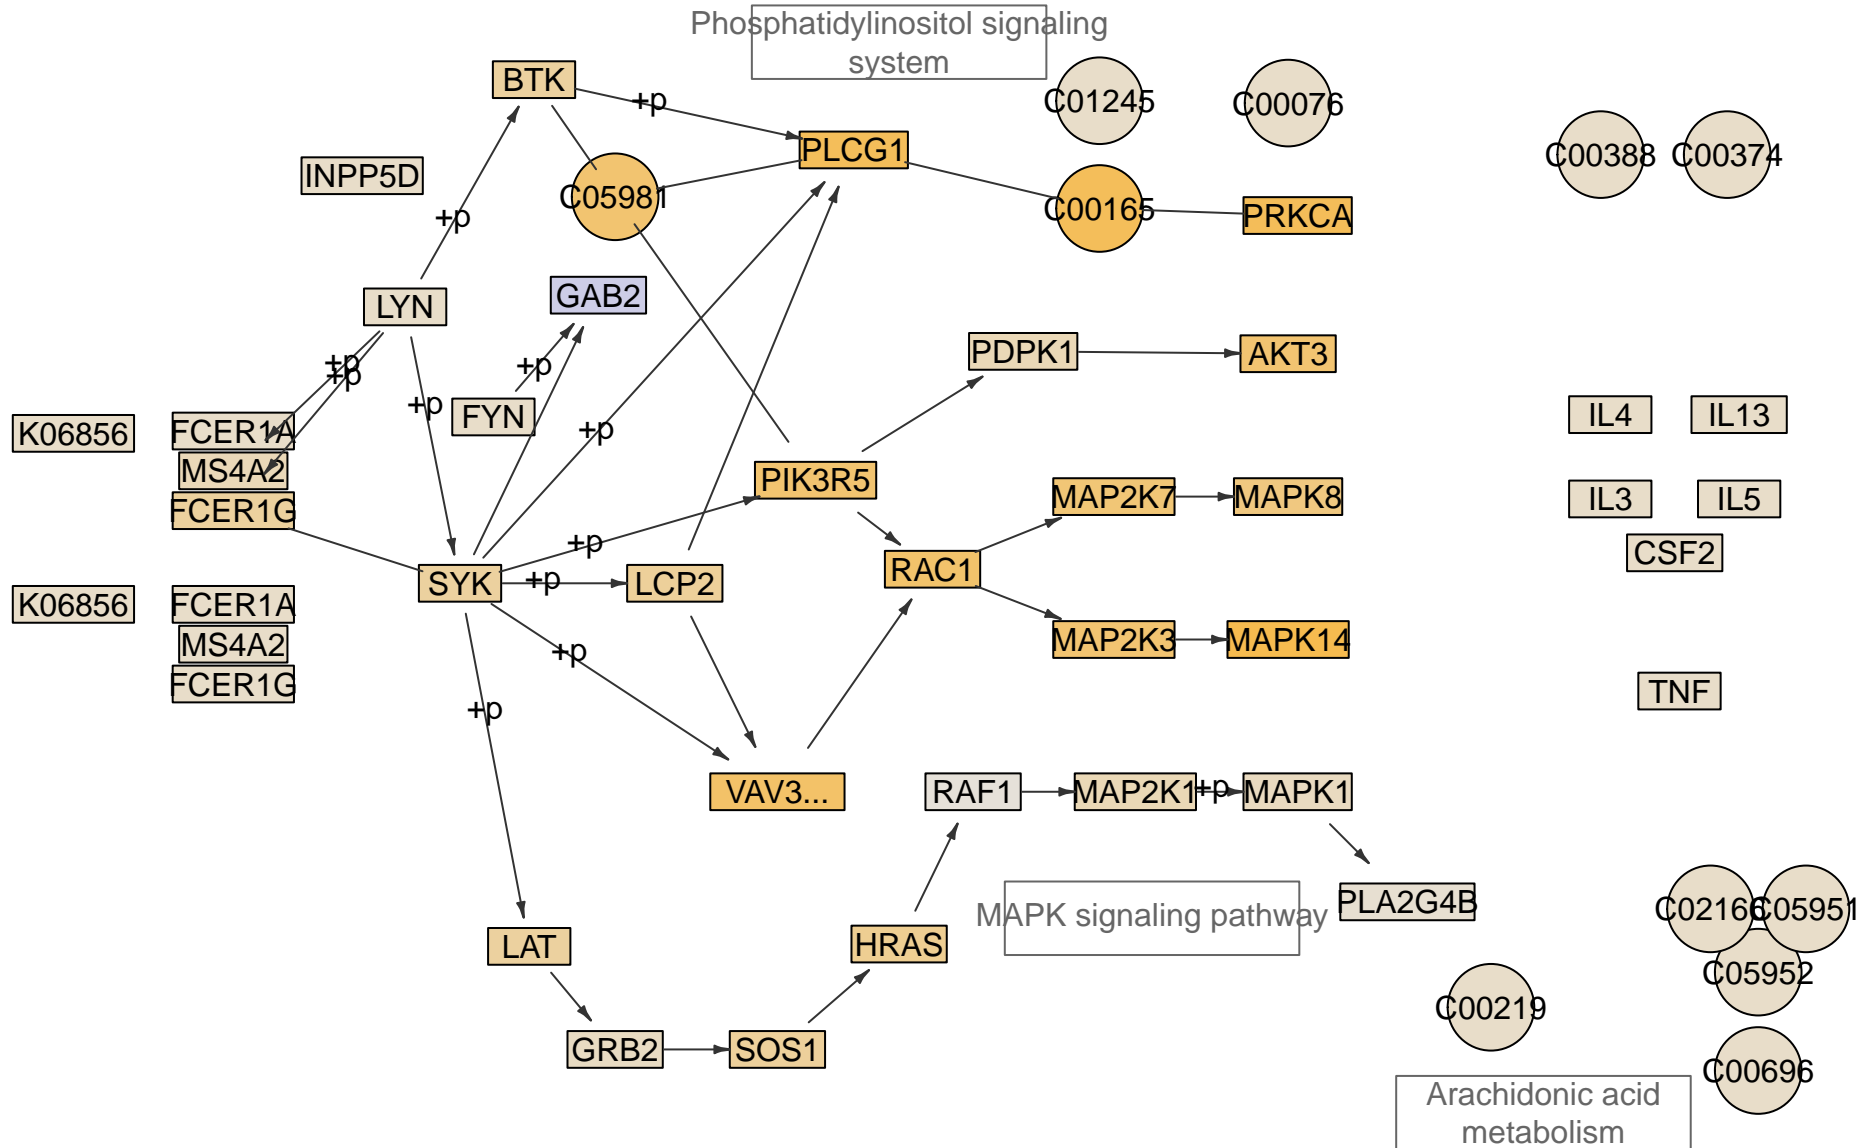 Phosphatidylinositol signaling
system
BTK
+p
C01245
C00076
PLCG1
C00388
C00374
INPP5D
C05981
C00165
PRKCA
+p
LYN
GAB2
+p
+p
+p
PDPK1
AKT3
+p
FYN
K06856
FCER1A
MS4A2
FCER1G
+p
IL4
IL13
PIK3R5
MAP2K7
MAPK8
IL3
IL5
+p
CSF2
SYK
+p
LCP2
RAC1
K06856
FCER1A
MS4A2
FCER1G
+p
MAP2K3
MAPK14
TNF
+p
VAV3...
RAF1
MAP2K1
+p
MAPK1
MAPK signaling pathway
PLA2G4B
C02166
C05951
LAT
HRAS
C05952
C00219
GRB2
SOS1
C00696
Arachidonic acid
metabolism